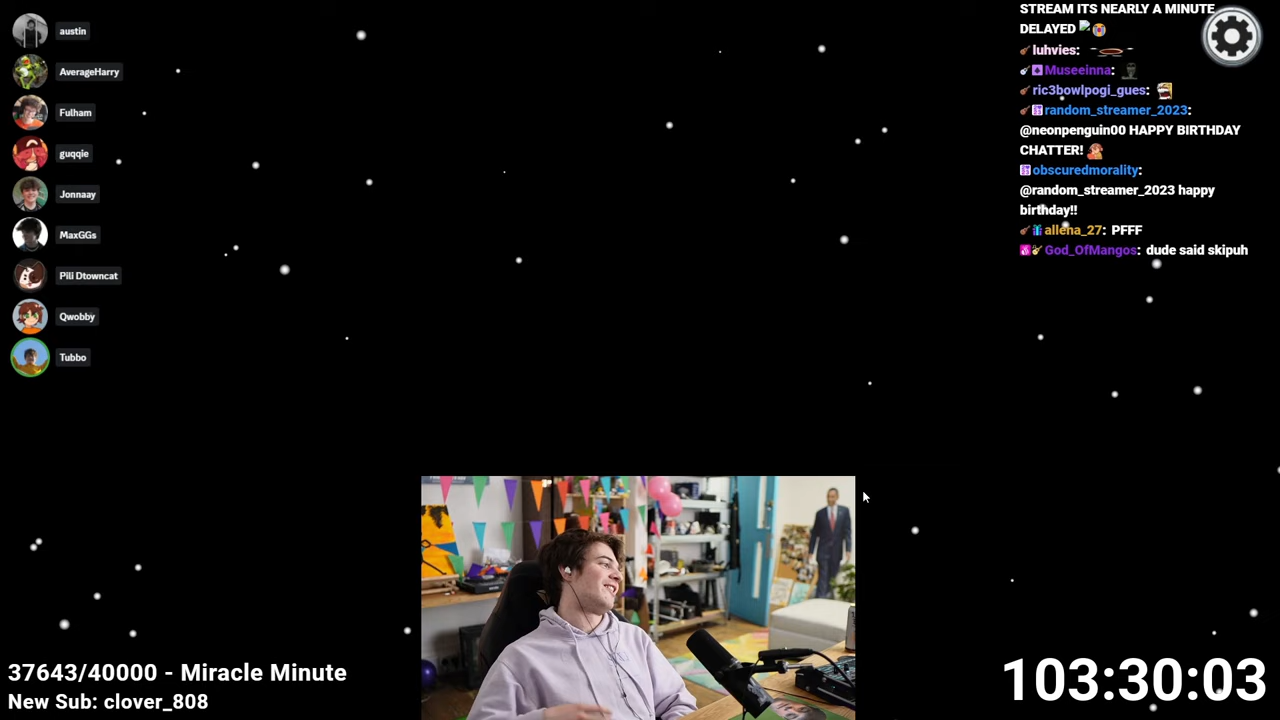 austin
AverageHarry
Fulham
guqqie
Jonnaay
MaxGGs
Pili Dtowncat
Qwobby
Tubbo
STREAM ITS NEARLY A MINUTE
DELAYED
luhvies:
Museeinna:
ric3bowlpogi_gues:
random_streamer_2023:
@neonpenguin00 HAPPY BIRTHDAY
CHATTER!
obscuredmorality:
@random_streamer_2023 happy
birthday!!
allena_27: PFFF
God_OfMangos: dude said skipuh
37643/40000 - Miracle Minute
New Sub: clover_808
103:30:03